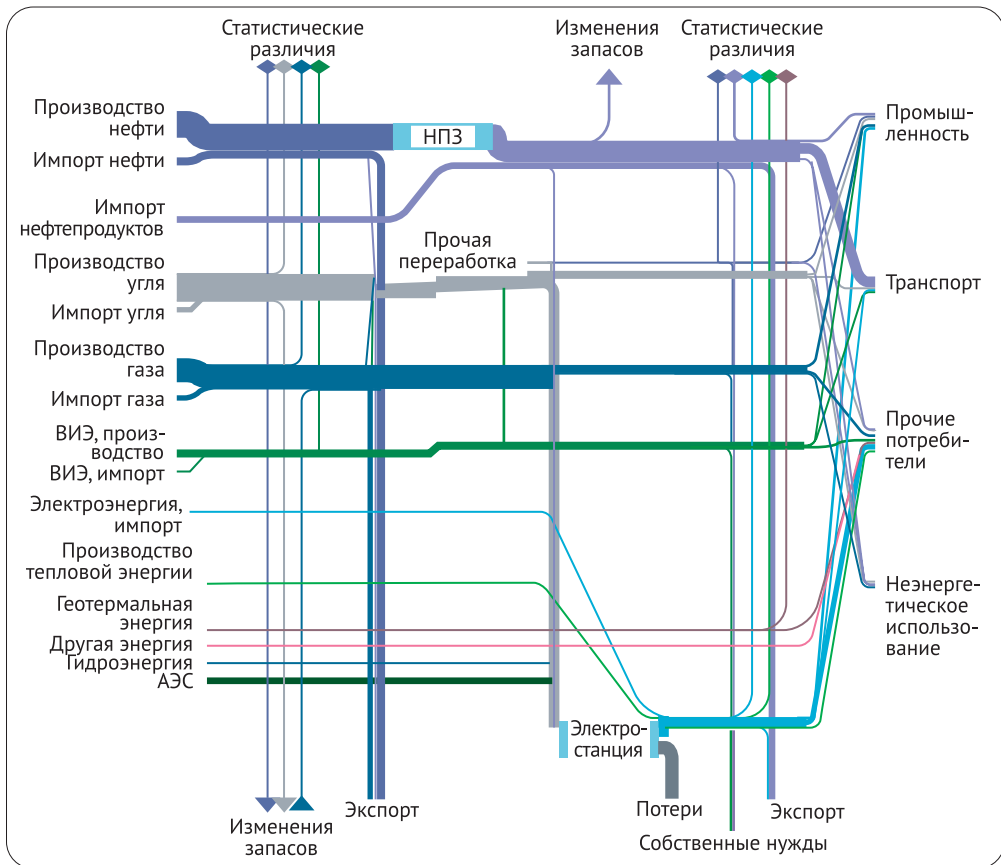 Статистические
различия
Изменения
запасов
Статистические
различия
Производство
нефти
НПЗ
Промыш-
ленность
Импорт нефти
Импорт
нефтепродуктов
Прочая
переработка
Производство
угля
Транспорт
Импорт угля
Производство
газа
Импорт газа
Прочие
потреби-
тели
ВИЭ, произ-
водство
ВИЭ, импорт
Электроэнергия,
импорт
Производство
тепловой энергии
Неэнерге-
тическое
использо-
вание
Геотермальная
энергия
Другая энергия
Гидроэнергия
АЭС
Электро-
станция
Изменения
запасов
Экспорт
Потери
Экспорт
Собственные нужды